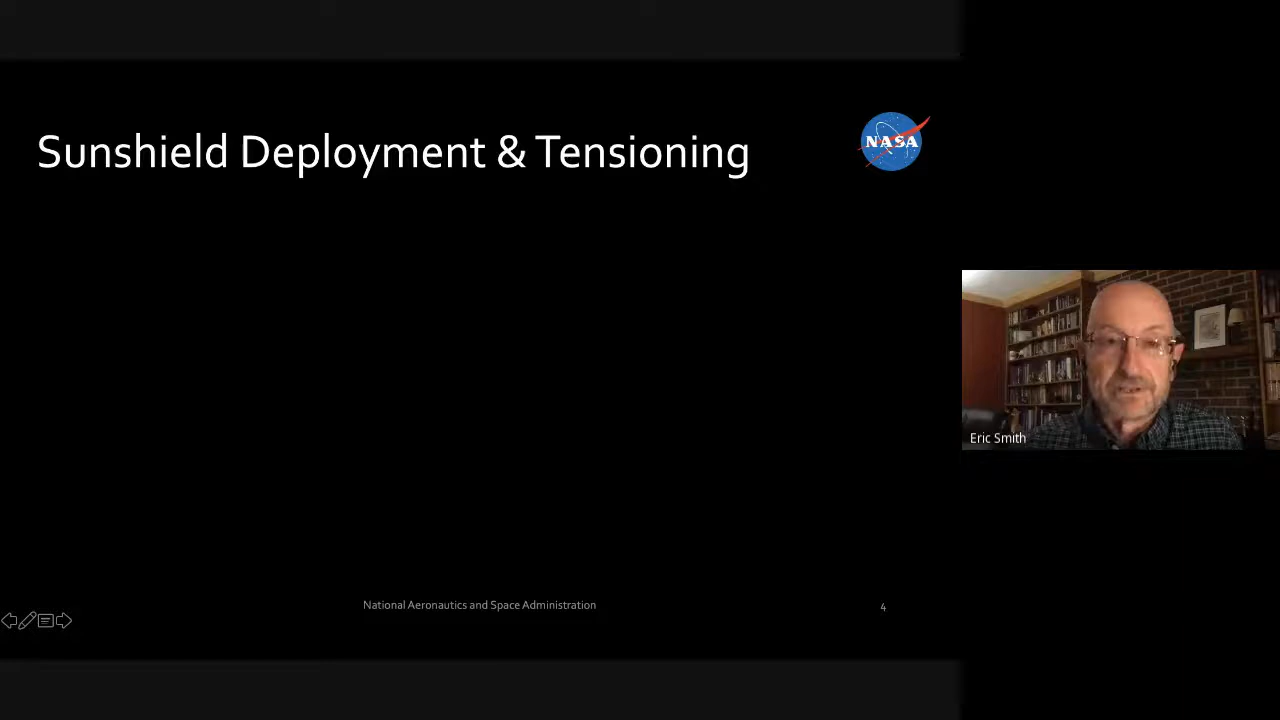 Sunshield Deployment & Tensioning
NASA
Eric Smith
National Aeronautics and Space Administration
4